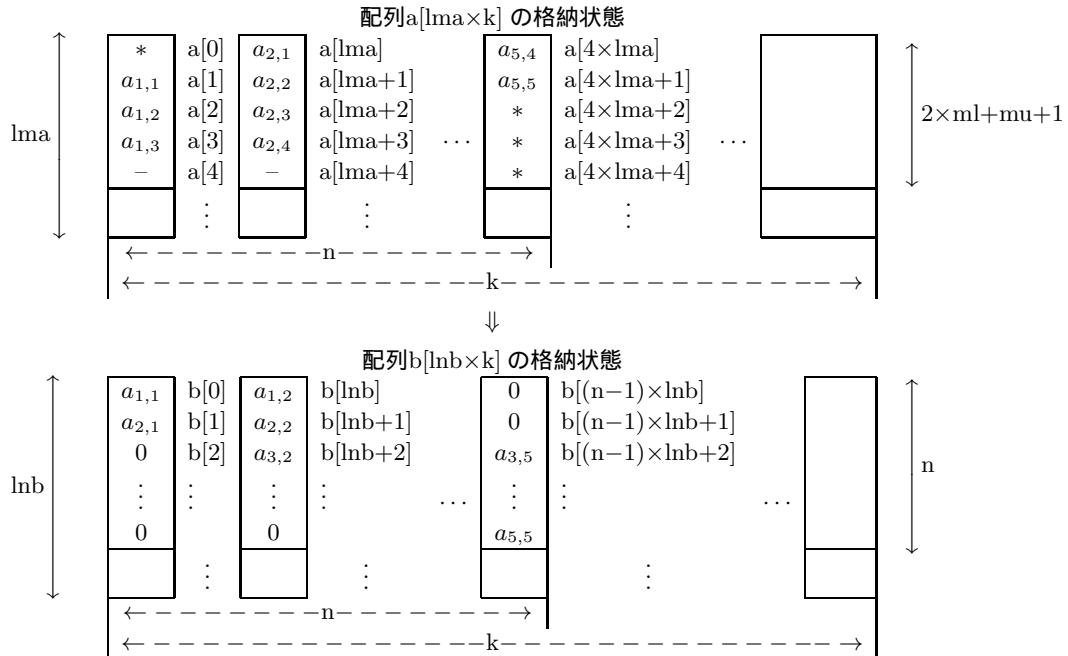 配列a[lma×k] の格納状態
* a[0] a2,1 a[lma] a5,4 a[4×lma]
a1,1 a[1] a2,2 a[lma+1] a5,5 a[4×lma+1]
a1,2 a[2] a2,3 a[lma+2] * a[4×lma+2] 2×ml+mu+1
lma a1,3 a[3] a2,4 a[lma+3] ··· * a[4×lma+3] ···
– a[4] – a[lma+4] * a[4×lma+4]
⋮ ⋮ ⋮
←−−−−−−−−n−−−−−−−−→
←−−−−−−−−−−−−−−−k−−−−−−−−−−−−−−−→
⇓
配列b[lnb×k] の格納状態
a1,1 b[0] a1,2 b[lnb] 0 b[(n−1)×lnb]
a2,1 b[1] a2,2 b[lnb+1] 0 b[(n−1)×lnb+1]
0 b[2] a3,2 b[lnb+2] a3,5 b[(n−1)×lnb+2] n
lnb ⋮ ⋮ ⋮ ⋮ ··· ⋮ ⋮ ···
0 0 a5,5
⋮ ⋮ ⋮
←−−−−−−−−n−−−−−−−−→
←−−−−−−−−−−−−−−−k−−−−−−−−−−−−−−−→